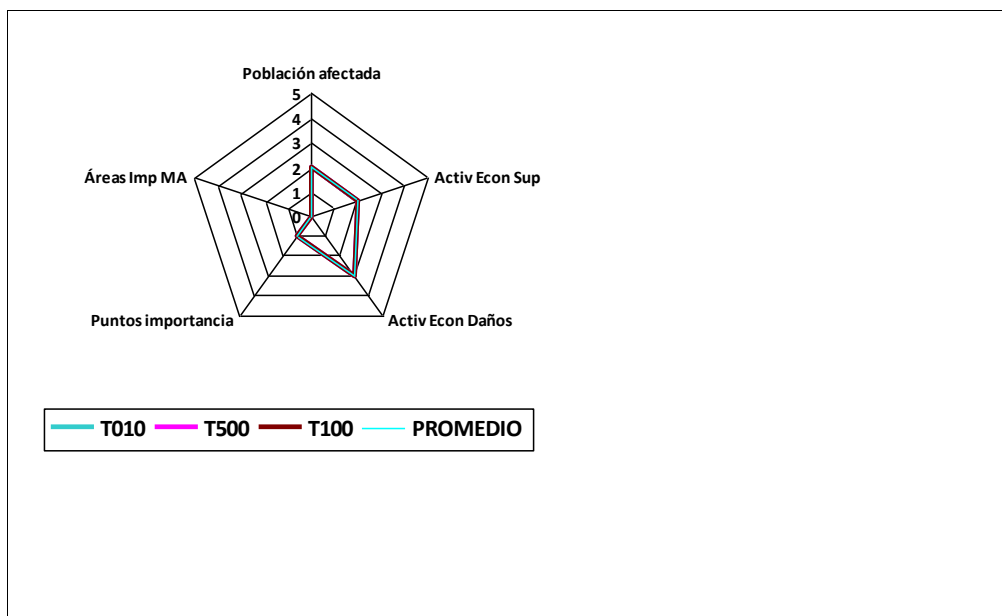 Población afectada
5
4
3
2
1
0
Áreas Imp MA
Activ Econ Sup
Puntos importancia
Activ Econ Daños
T010 T500 T100 PROMEDIO